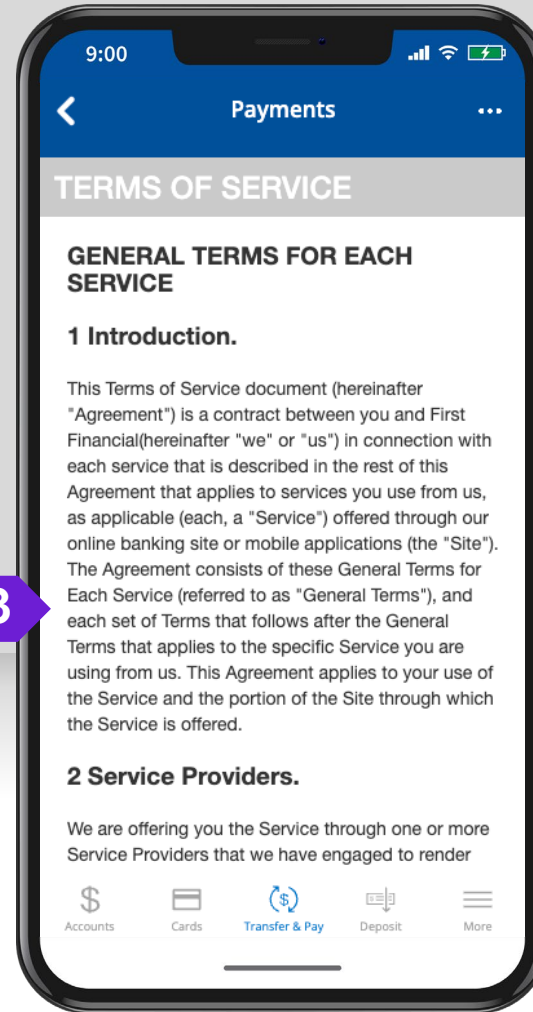 9:00
Payments
TERMS OF SERVICE
GENERAL TERMS FOR EACH
SERVICE
1 Introduction.
This Terms of Service document (hereinafter
"Agreement") is a contract between you and First
Financial(hereinafter "we" or "us") in connection with
each service that is described in the rest of this
Agreement that applies to services you use from us,
as applicable (each, a "Service") offered through our
online banking site or mobile applications (the "Site").
The Agreement consists of these General Terms for
Each Service (referred to as "General Terms"), and
each set of Terms that follows after the General
Terms that applies to the specific Service you are
using from us. This Agreement applies to your use of
the Service and the portion of the Site through which
the Service is offered.
2 Service Providers.
We are offering you the Service through one or more
Service Providers that we have engaged to render
Accounts Cards Transfer & Pay Deposit More